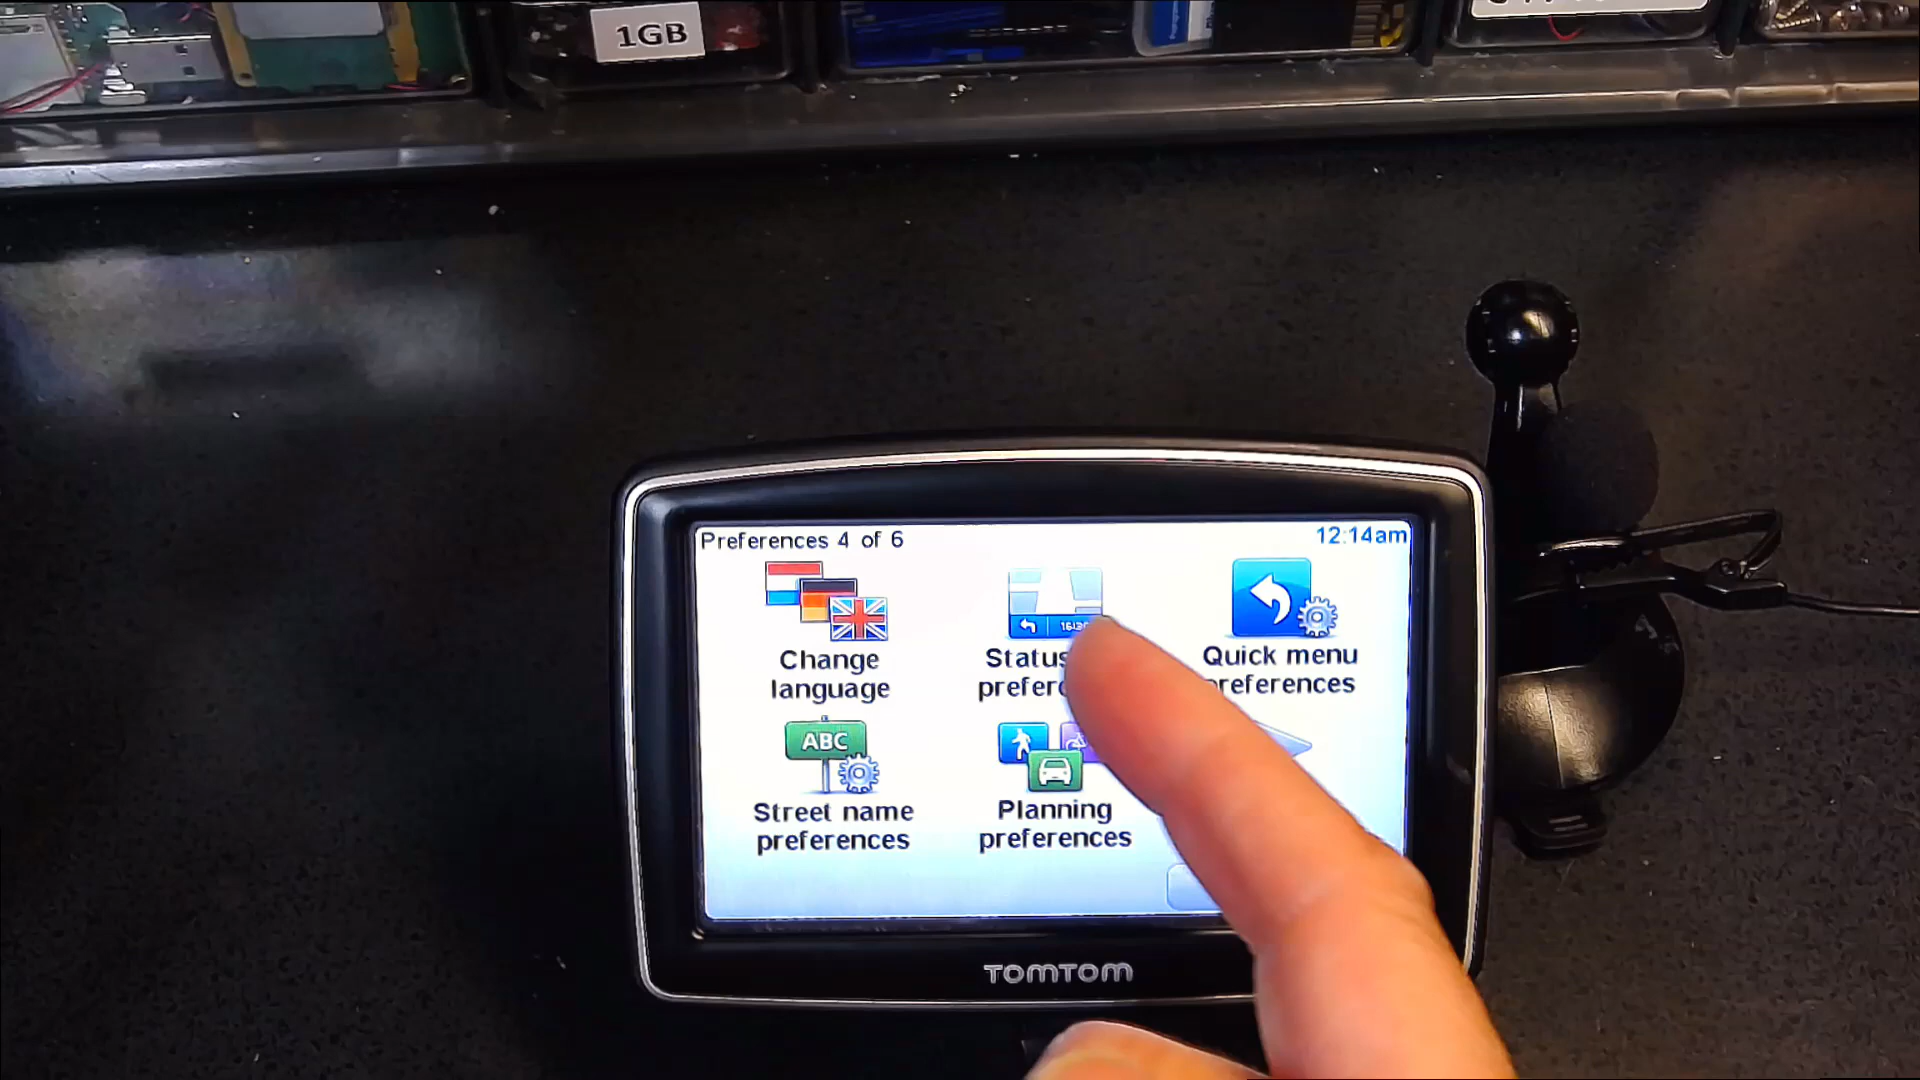 1GB
Preferences 4 of 6
12:14am
Change
language
Status
prefer
Quick menu
references
ABC
Street name
preferences
Planning
preferences
TOMTOM